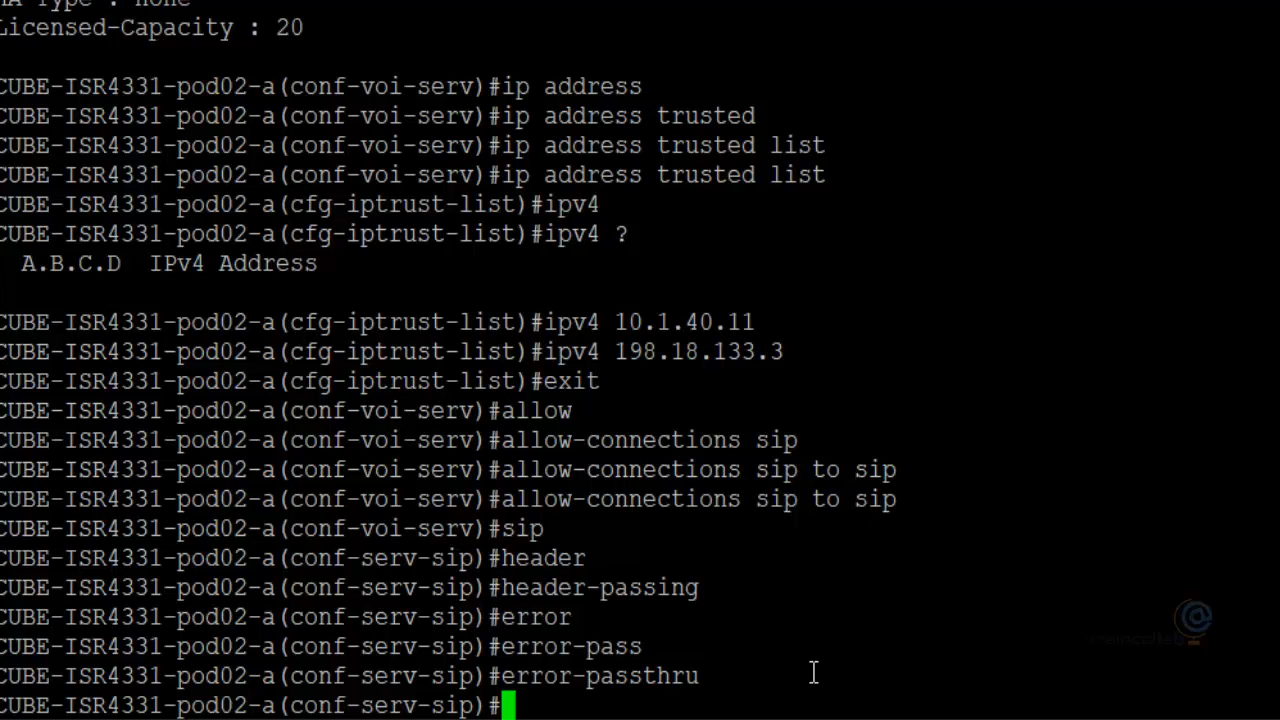 Type : none
Licensed-Capacity : 20
CUBE-ISR4331-pod02-a(conf-voi-serv)#ip address
CUBE-ISR4331-pod02-a(conf-voi-serv)#ip address trusted
CUBE-ISR4331-pod02-a(conf-voi-serv)#ip address trusted list
CUBE-ISR4331-pod02-a(conf-voi-serv)#ip address trusted list
CUBE-ISR4331-pod02-a(cfg-iptrust-list)#ipv4
CUBE-ISR4331-pod02-a(cfg-iptrust-list)#ipv4 ?
A.B.C.D  IPv4 Address
CUBE-ISR4331-pod02-a(cfg-iptrust-list)#ipv4 10.1.40.11
CUBE-ISR4331-pod02-a(cfg-iptrust-list)#ipv4 198.18.133.3
CUBE-ISR4331-pod02-a(cfg-iptrust-list)#exit
CUBE-ISR4331-pod02-a(conf-voi-serv)#allow
CUBE-ISR4331-pod02-a(conf-voi-serv)#allow-connections sip
CUBE-ISR4331-pod02-a(conf-voi-serv)#allow-connections sip to sip
CUBE-ISR4331-pod02-a(conf-voi-serv)#allow-connections sip to sip
CUBE-ISR4331-pod02-a(conf-voi-serv)#sip
CUBE-ISR4331-pod02-a(conf-serv-sip)#header
CUBE-ISR4331-pod02-a(conf-serv-sip)#header-passing
CUBE-ISR4331-pod02-a(conf-serv-sip)#error
CUBE-ISR4331-pod02-a(conf-serv-sip)#error-pass
CUBE-ISR4331-pod02-a(conf-serv-sip)#error-passthru
CUBE-ISR4331-pod02-a(conf-serv-sip)#